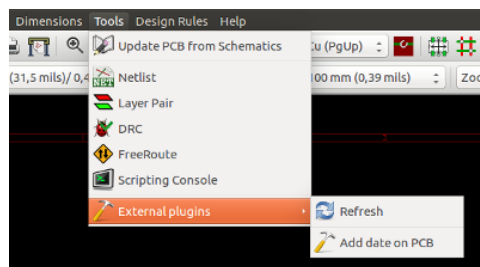 Dimensions Tools Design Rules Help
Update PCB from Schematics
Cu (PgUp)
(31,5 mils)/ 0,4
Netlist
100 mm (0,39 mils)
Zoo
Layer Pair
DRC
FreeRoute
Scripting Console
External plugins
Refresh
Add date on PCB